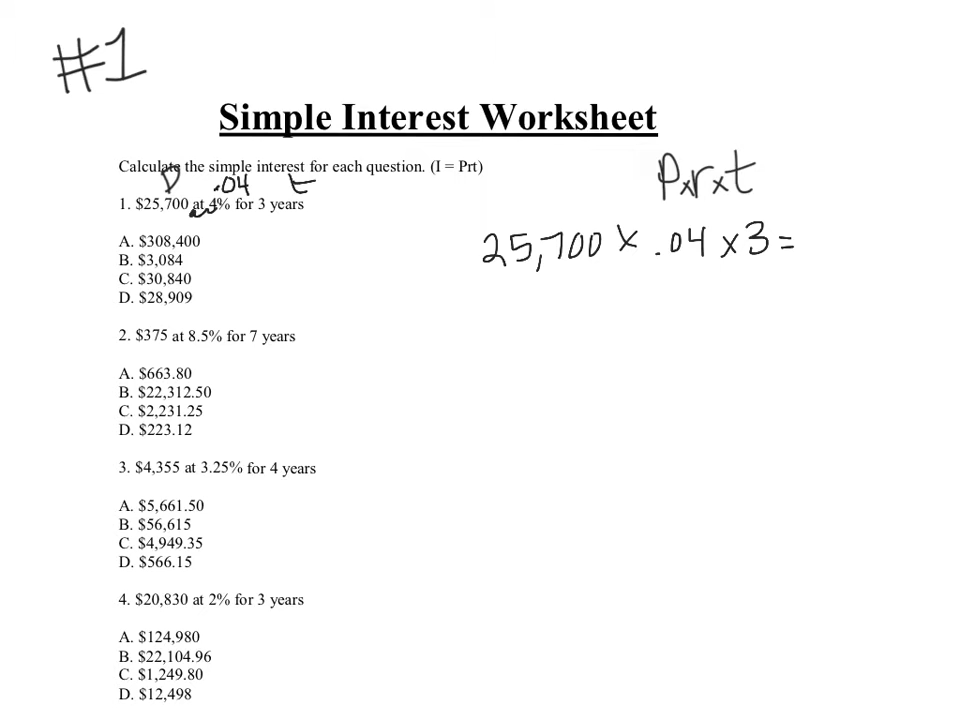 #1
Simple Interest Worksheet
Calculate the simple interest for each question. (I = Prt)
P .04 t
1. $25,700 at 4% for 3 years
A. $308,400
B. $3,084
C. $30,840
D. $28,909
PxrXt
25,700 x .04 x 3 =
2. $375 at 8.5% for 7 years
A. $663.80
B. $22,312.50
C. $2,231.25
D. $223.12
3. $4,355 at 3.25% for 4 years
A. $5,661.50
B. $56,615
C. $4,949.35
D. $566.15
4. $20,830 at 2% for 3 years
A. $124,980
B. $22,104.96
C. $1,249.80
D. $12,498